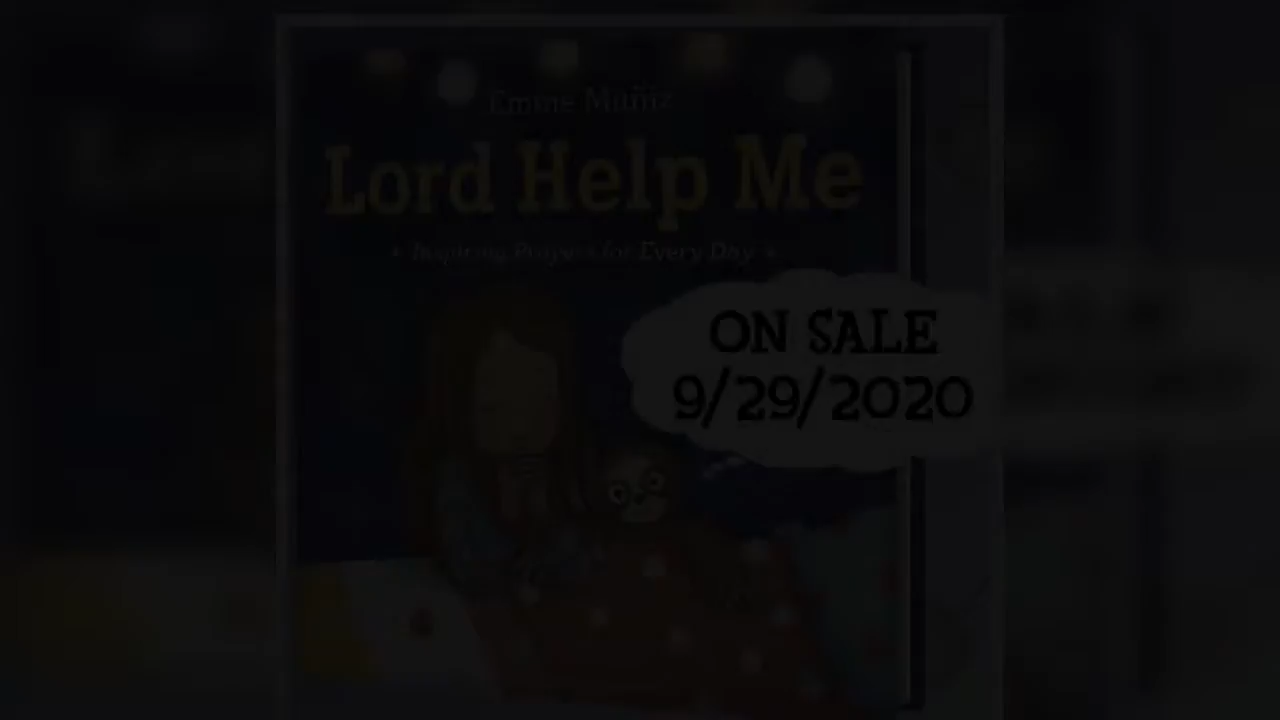 Emme Muñiz
Lord Help Me
• Inspiring Prayers for Every Day •
ON SALE
9/29/2020